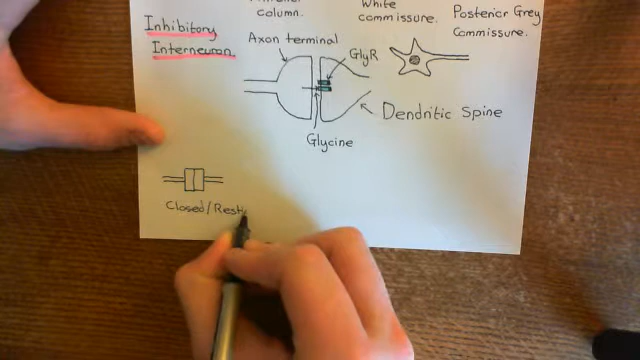 column.
White
commissure.
Posterior Grey
Commissure.
Inhibitory
Interneuron
Axon terminal
GlyR
Dendritic Spine
Glycine
Closed/Resti